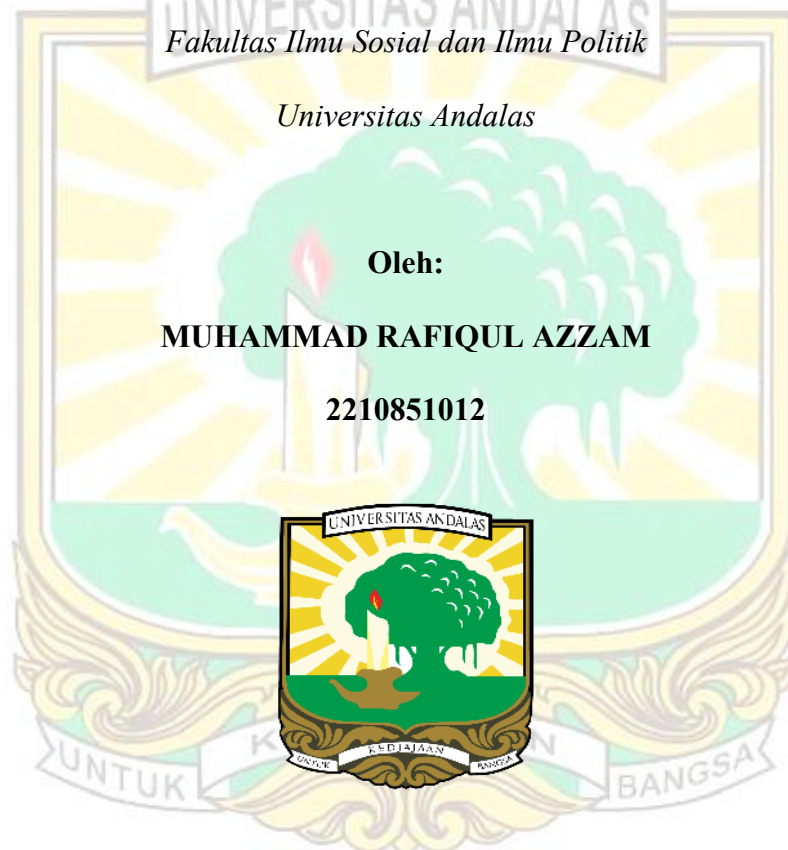 UNIVERSITAS ANDALAS
Fakultas Ilmu Sosial dan Ilmu Politik
Universitas Andalas
Oleh:
MUHAMMAD RAFIQUL AZZAM
2210851012
UNIVERSITAS ANDALAS
UNTUK KEDJAJAAN BANGSA
UNTUK K N BANGSA